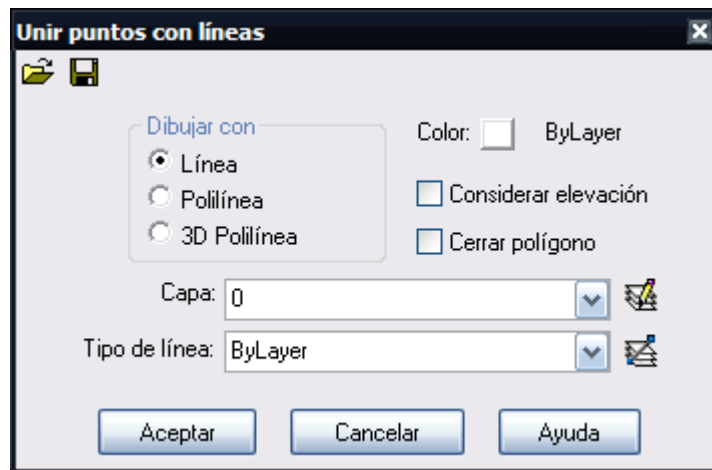 Unir puntos con líneas
Dibujar con
Línea
Polilínea
3D Polilínea
Color: ByLayer
Considerar elevación
Cerrar polígono
Capa: 0
Tipo de línea: ByLayer
Aceptar Cancelar Ayuda